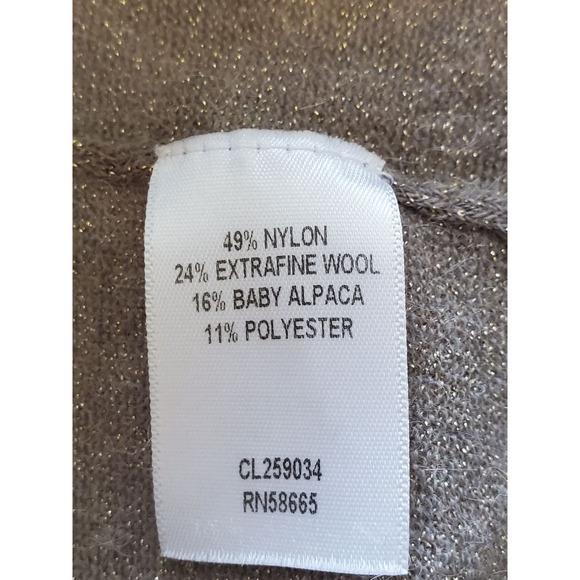 49% NYLON
24% EXTRAFINE WOOL
16% BABY ALPACA
11% POLYESTER
CL259034
RN58665